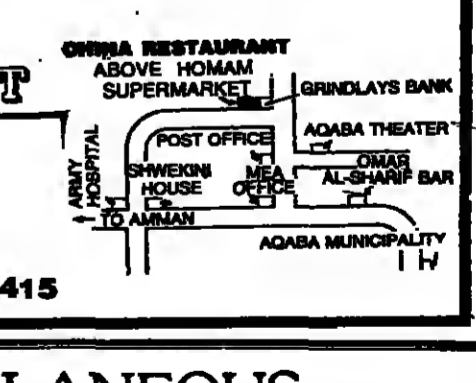 T
CHINA RESTAURANT
ABOVE HOMAM
SUPERMARKET
GRINDLAYS BANK
POST OFFICE
AQABA THEATER
ARMY
HOSPITAL
SHWEKINI
HOUSE
MEA
OFFICE
OMAR
AL-SHARIF BAR
TO AMMAN
AQABA MUNICIPALITY
415
LANEOUS